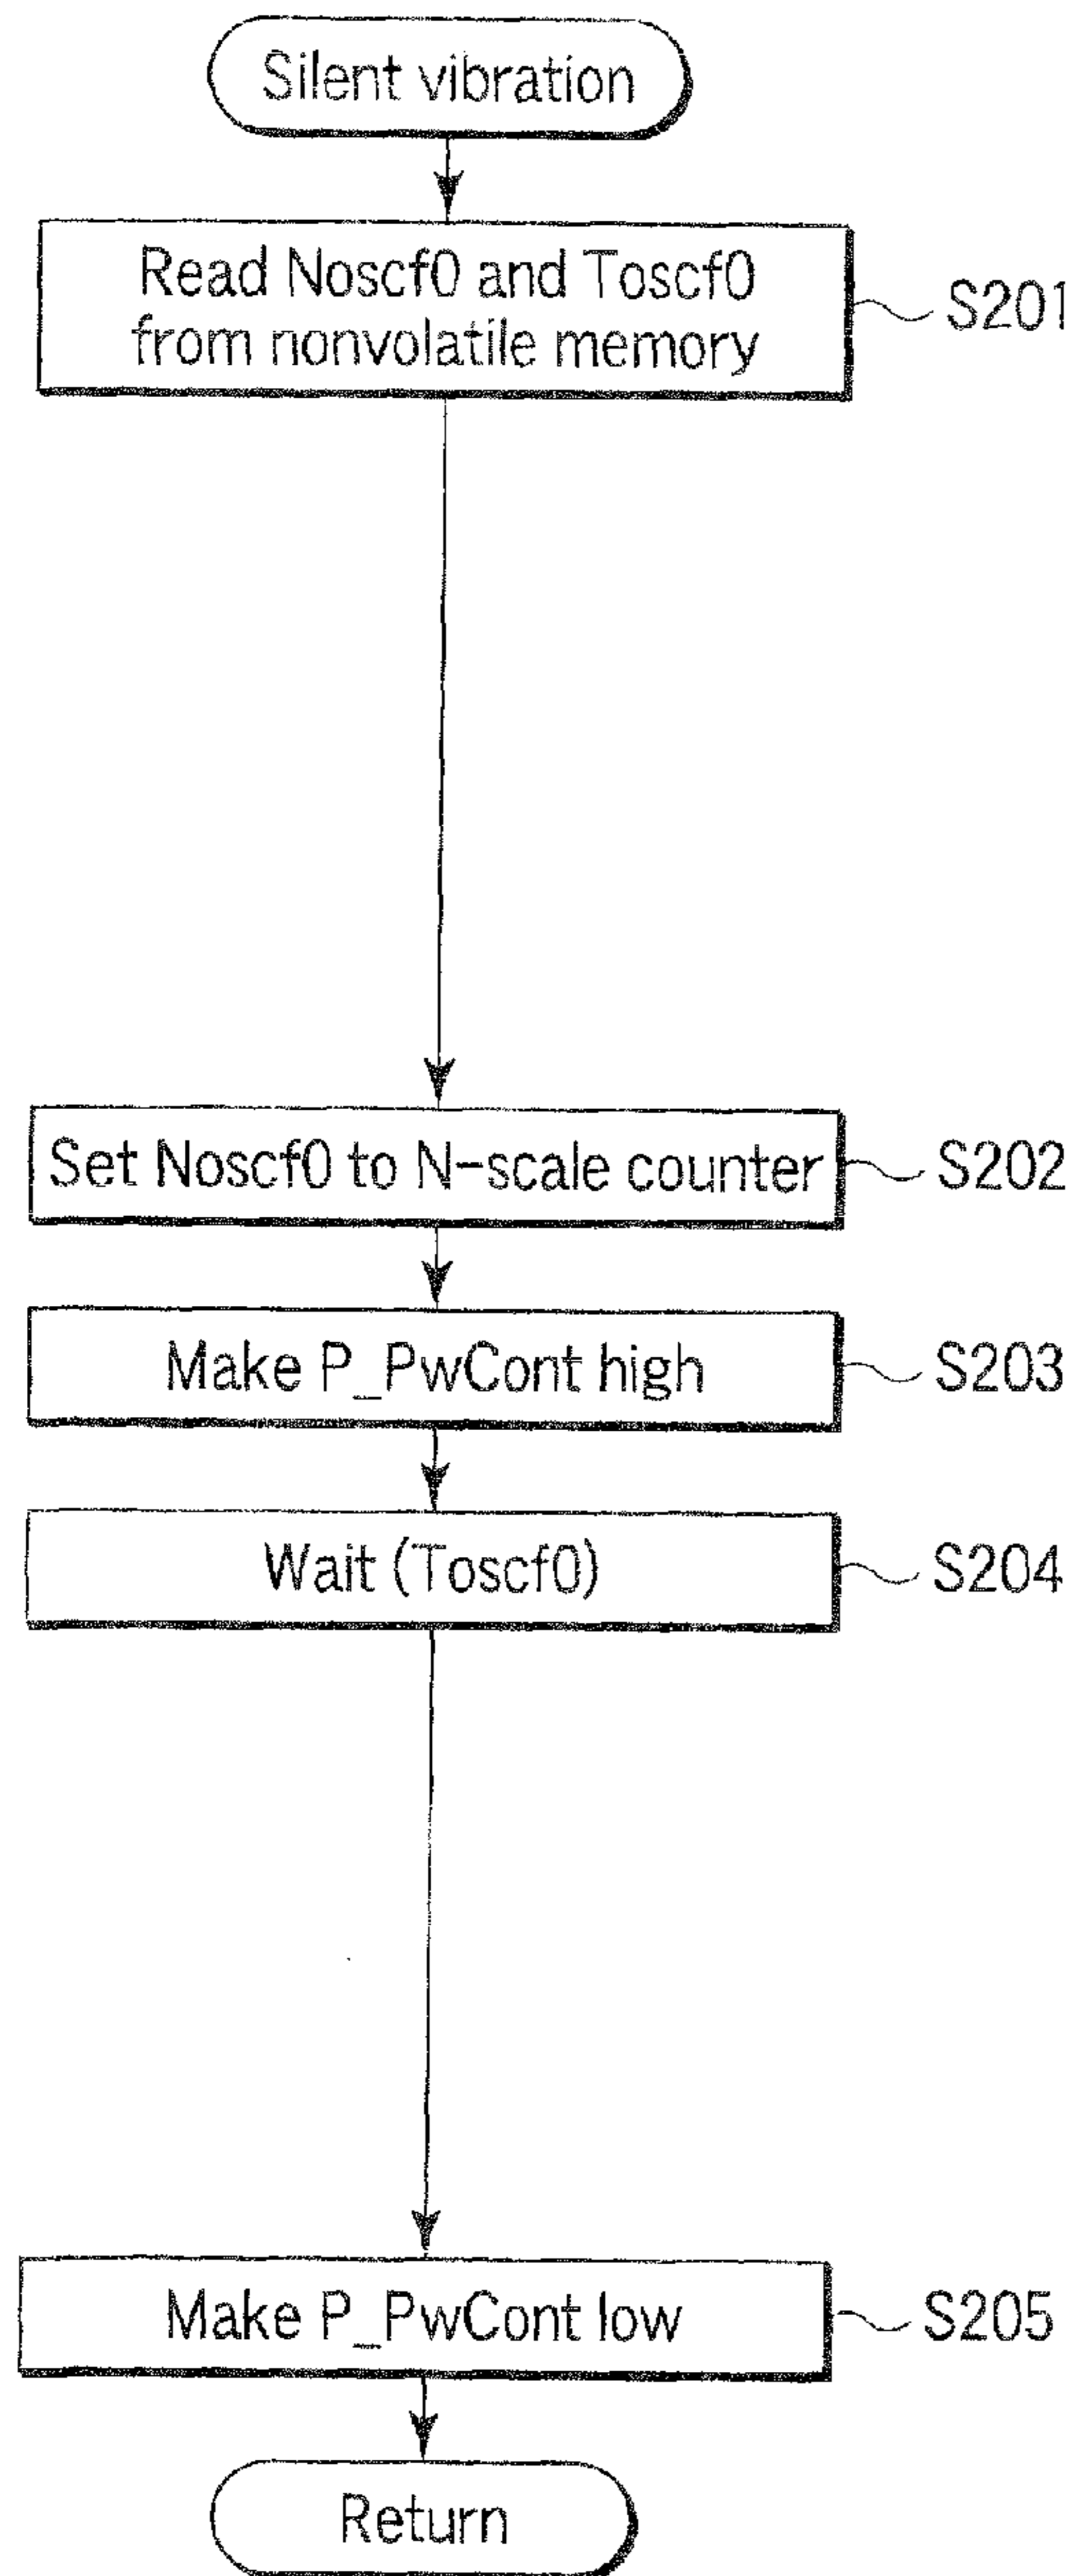 Silent vibration
Read Noscf0 and Toscf0
from nonvolatile memory
S201
Set Noscf0 to N-scale counter
S202
Make P_PwCont high
S203
Wait (Toscf0)
S204
Make P_PwCont low
S205
Return